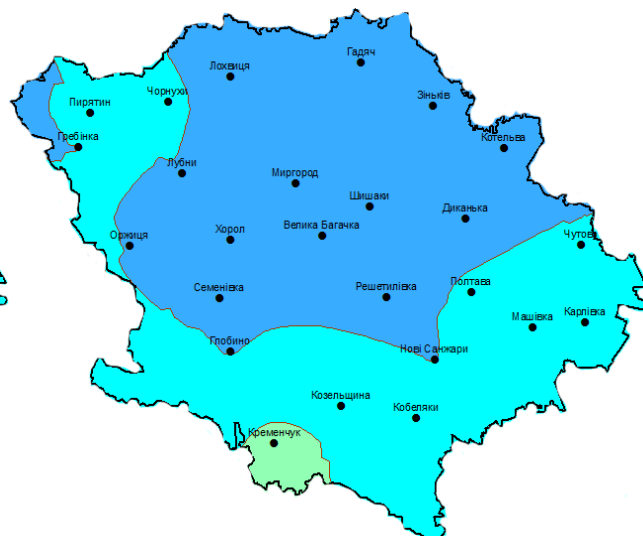 Гадяч
Лохвиця
Чорнухи
Пирятин
Зіньків
Гребінка
Котельва
Лубни
Миргород
Шишаки
Диканька
Оржиця
Хорол
Велика Багачка
Чутова
Семенівка
Решетилівка
Полтава
Машівка
Карлівка
Глобино
Нові Санжари
Козельщина
Кобеляки
Кременчук